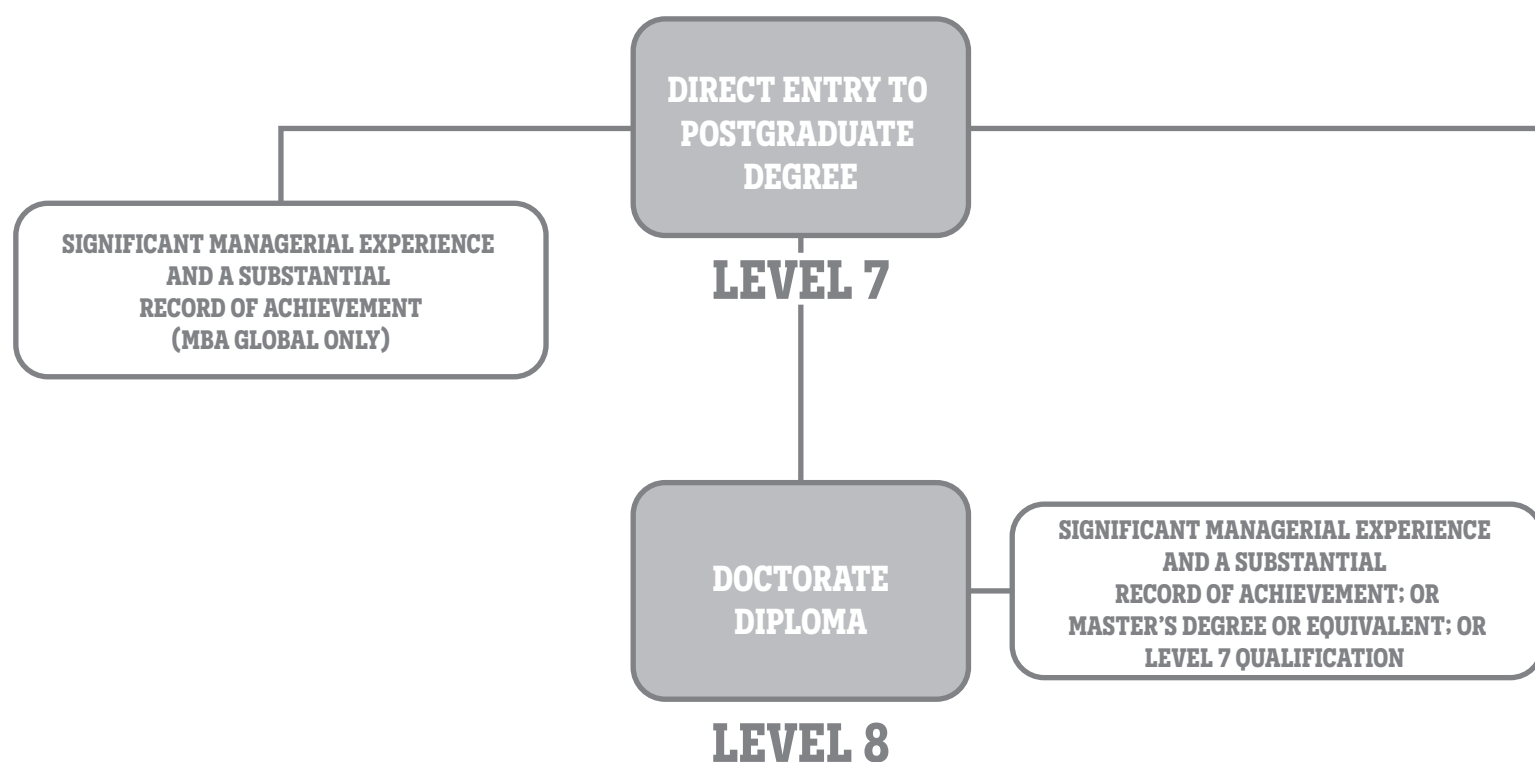 DIRECT ENTRY TO
POSTGRADUATE
DEGREE
SIGNIFICANT MANAGERIAL EXPERIENCE
AND A SUBSTANTIAL
RECORD OF ACHIEVEMENT
(MBA GLOBAL ONLY)
LEVEL 7
DOCTORATE
DIPLOMA
SIGNIFICANT MANAGERIAL EXPERIENCE
AND A SUBSTANTIAL
RECORD OF ACHIEVEMENT; OR
MASTER'S DEGREE OR EQUIVALENT; OR
LEVEL 7 QUALIFICATION
LEVEL 8